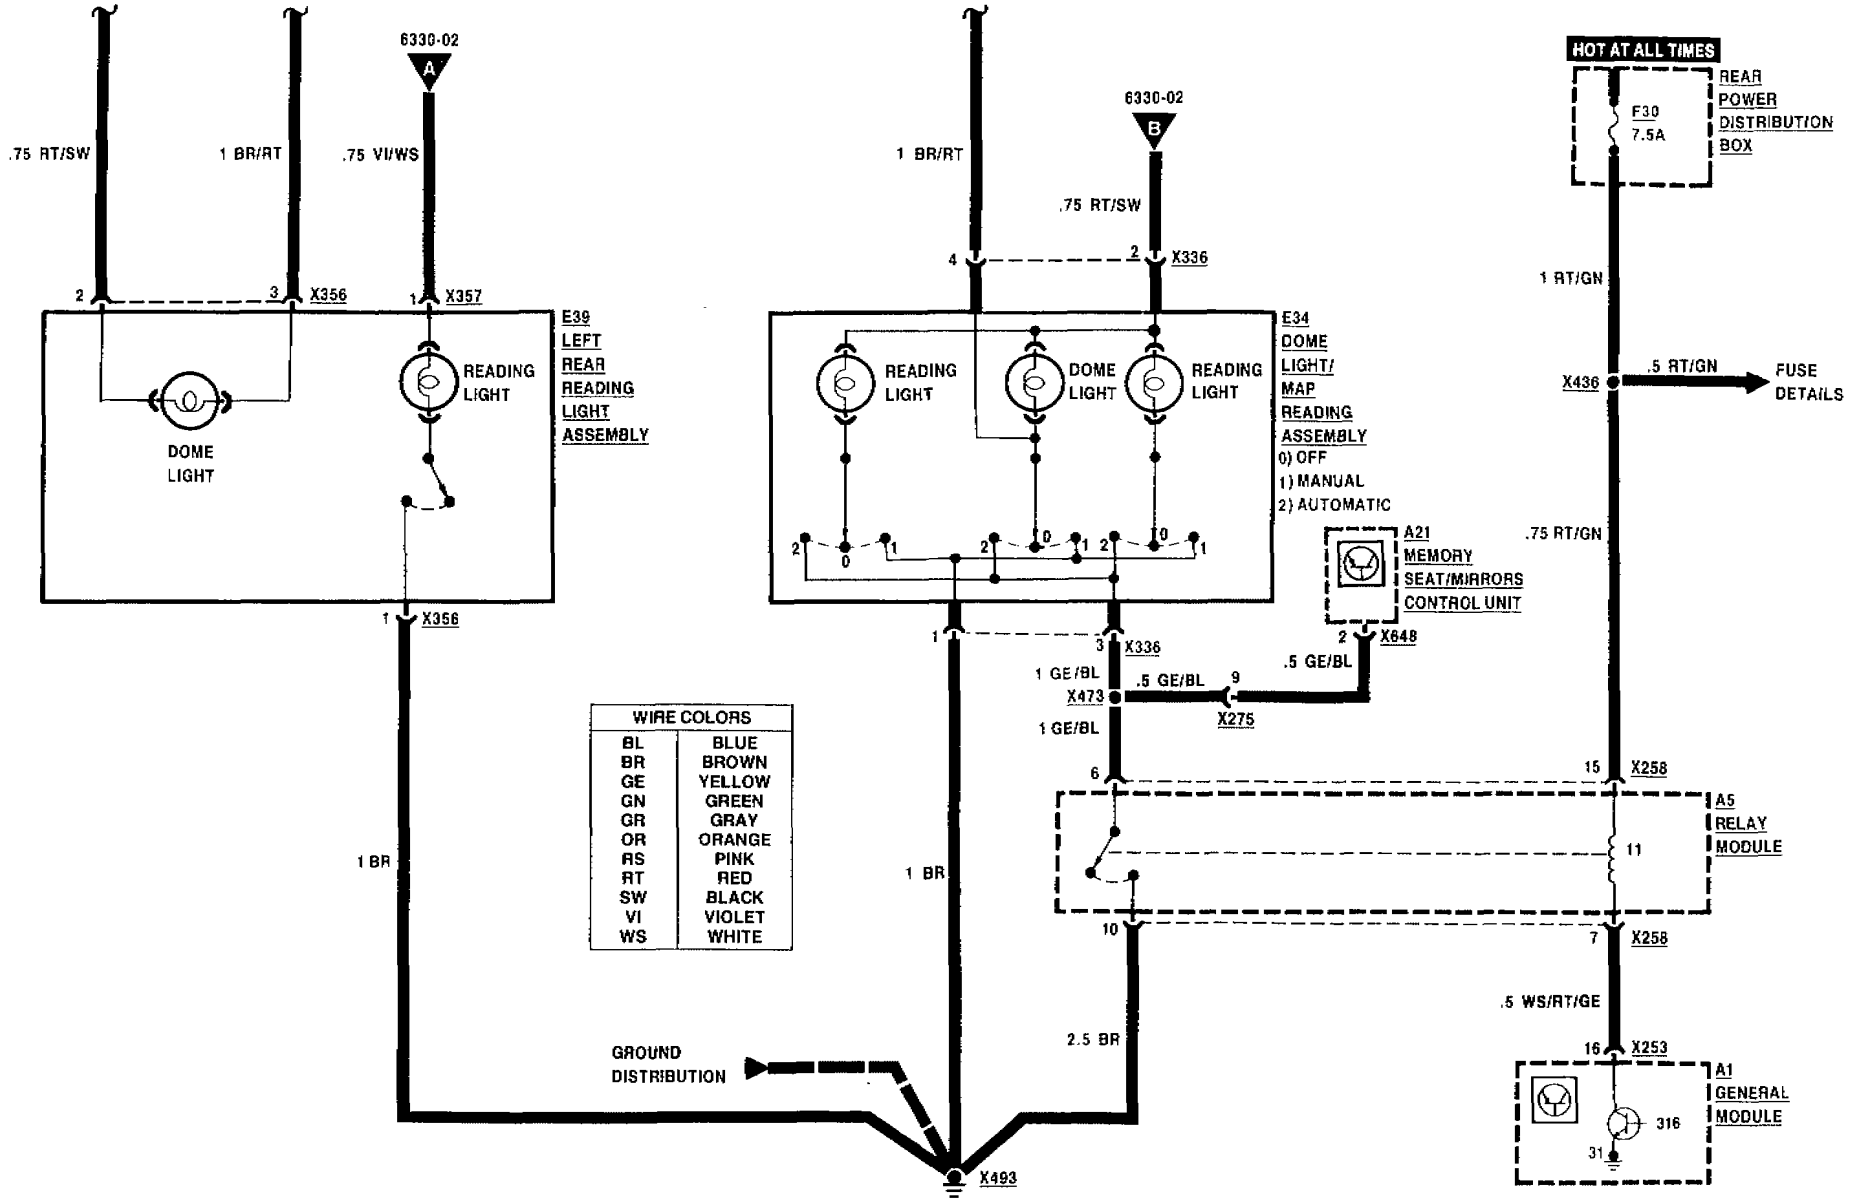 6330-02
A
.75 RT/SW
1 BR/RT
.75 VI/WS
2
3
X356
1
X357
E39
LEFT
REAR
READING
LIGHT
ASSEMBLY
READING
LIGHT
DOME
LIGHT
1
X356
1 BR
6330-02
B
1 BR/RT
.75 RT/SW
4
2
X336
E34
DOME
LIGHT/
MAP
READING
ASSEMBLY
0) OFF
1) MANUAL
2) AUTOMATIC
READING
LIGHT
DOME
LIGHT
READING
LIGHT
2
0
1
2
0
1
2
0
1
1
3
X336
1 GE/BL
X473
.5 GE/BL
9
X275
1 GE/BL
A21
MEMORY
SEAT/MIRRORS
CONTROL UNIT
2
X648
.5 GE/BL
HOT AT ALL TIMES
REAR
POWER
DISTRIBUTION
BOX
F30
7.5A
1 RT/GN
X436
.5 RT/GN
FUSE
DETAILS
.75 RT/GN
6
15
X258
A5
RELAY
MODULE
11
10
7
X258
1 BR
2.5 BR
.5 WS/RT/GE
16
X253
A1
GENERAL
MODULE
316
31
WIRE COLORS
BL BLUE
BR BROWN
GE YELLOW
GN GREEN
GR GRAY
OR ORANGE
RS PINK
RT RED
SW BLACK
VI VIOLET
WS WHITE
GROUND
DISTRIBUTION
X493